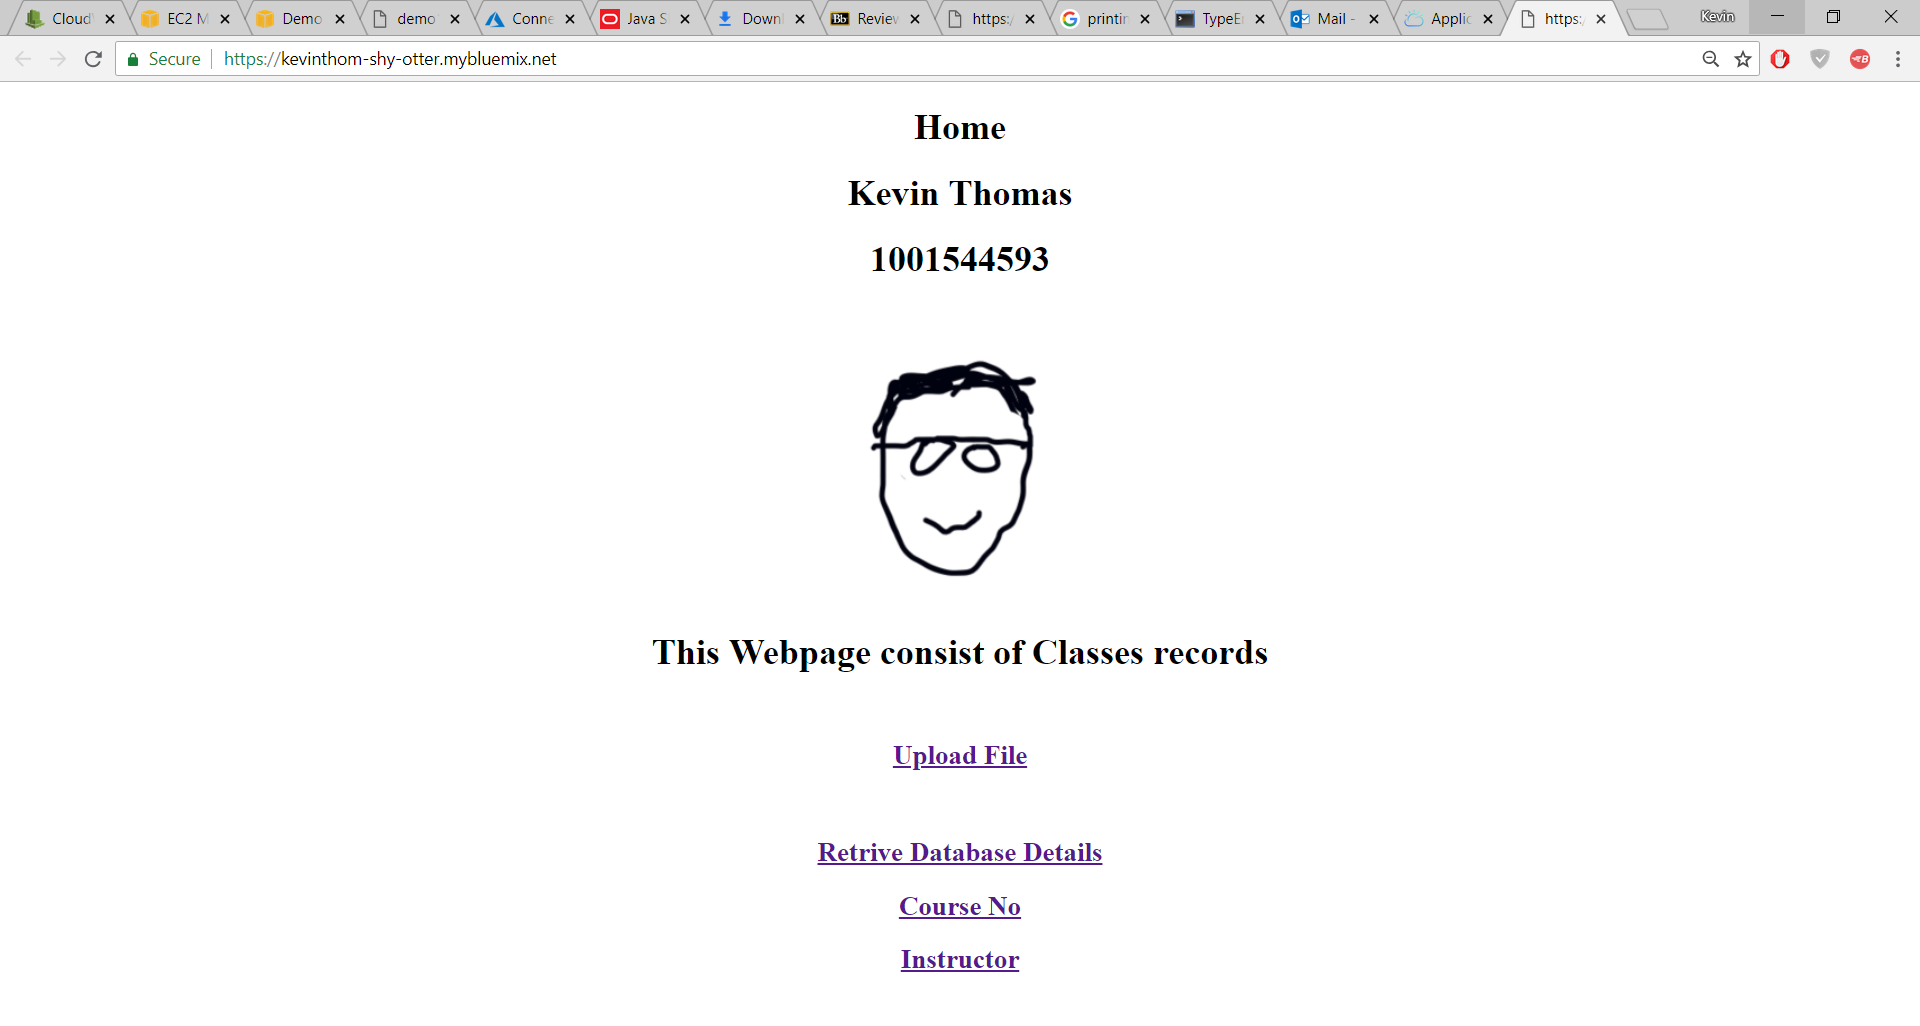 Cloud
EC2 M
Demo
demo
Conne
Java S
Downl
Bb Review
https:/
G printin
TypeE
Mail -
Applic
https:/
Kevin
Secure https://kevinthom-shy-otter.mybluemix.net
Home
Kevin Thomas
1001544593
This Webpage consist of Classes records
Upload File
Retrive Database Details
Course No
Instructor